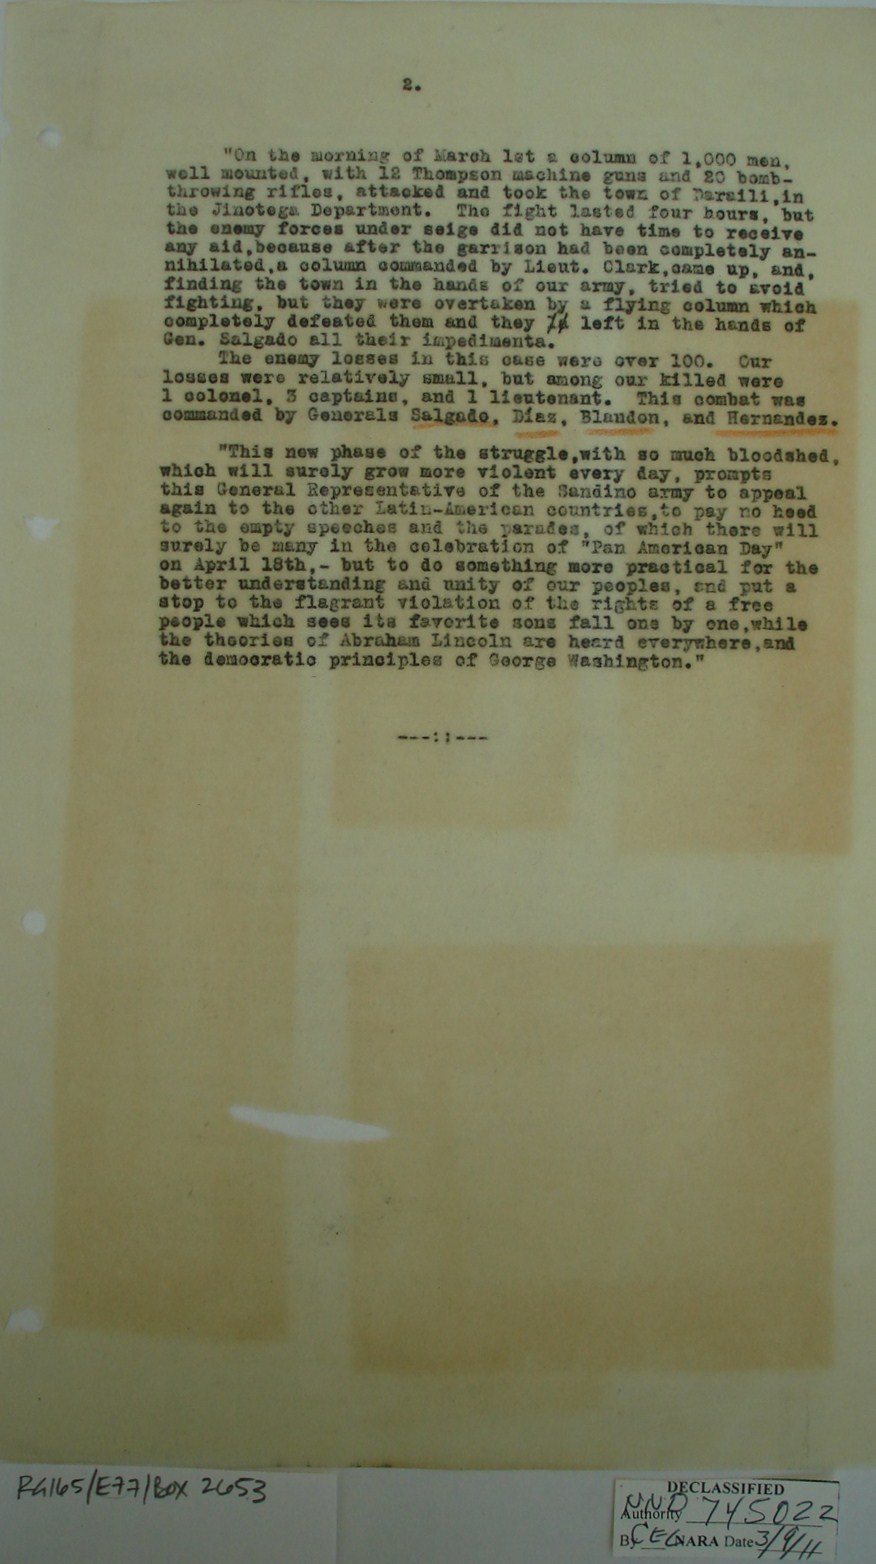 2.
"On the morning of March 1st a column of 1,000 men,
well mounted, with 12 Thompson machine guns and 20 bomb-
throwing rifles, attacked and took the town of Daraili,in
the Jinotega Department. The fight lasted four hours, but
the enemy forces under seige did not have time to receive
any aid,because after the garrison had been completely an-
nihilated,a column commanded by Lieut. Clark,came up, and,
finding the town in the hands of our army, tried to avoid
fighting, but they were overtaken by a flying column which
completely defeated them and they left in the hands of
Gen. Salgado all their impedimenta.
The enemy losses in this case were over 100. Our
losses were relatively small, but among our killed were
1 colonel, 3 captains, and 1 lieutenant. This combat was
commanded by Generals Salgado, Diaz, Blandon, and Hernandez.
"This new phase of the struggle,with so much bloodshed,
which will surely grow more violent every day, prompts
this General Representative of the Sandino army to appeal
again to the other Latin-American countries,to pay no heed
to the empty speeches and the parades, of which there will
surely be many in the celebration of "Pan American Day"
on April 18th,- but to do something more practical for the
better understanding and unity of our peoples, and put a
stop to the flagrant violation of the rights of a free
people which sees its favorite sons fall one by one,while
the theories of Abraham Lincoln are heard everywhere,and
the democratic principles of George Washington."
---::---
RG165/E77/Box 2653
DECLASSIFIED
Authority NND 745022
By CEG NARA Date 3/9/11